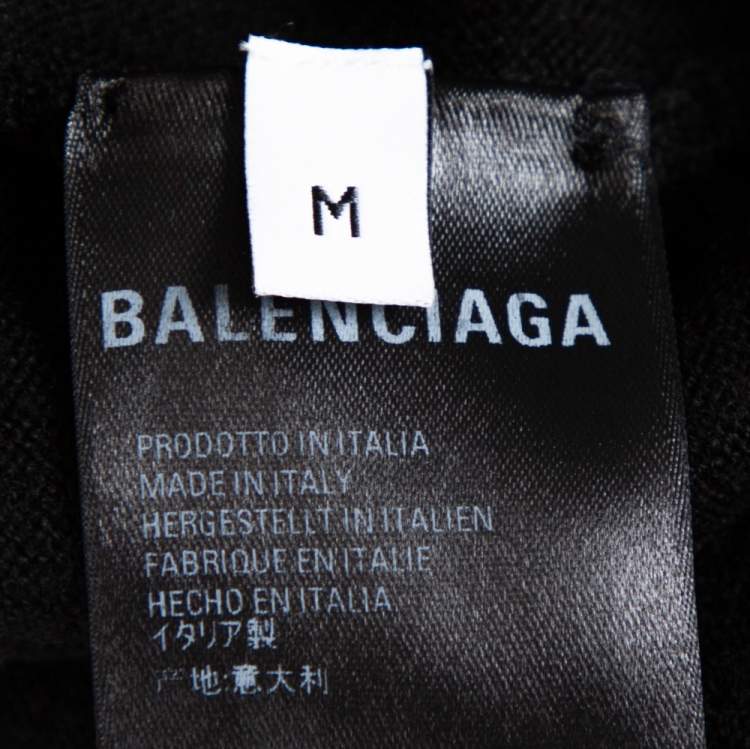 M
BALENCIAGA
PRODOTTO IN ITALIA
MADE IN ITALY
HERGESTELLT IN ITALIEN
FABRIQUE EN ITALIE
HECHO EN ITALIA
イタリア製
产地:意大利